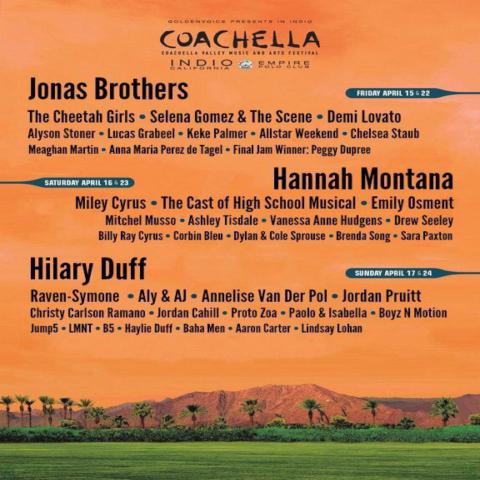 GOLDENVOICE PRESENTS IN INDIO
COACHELLA
COACHELLA VALLEY MUSIC AND ARTS FESTIVAL
INDIO CALIFORNIA EMPIRE POLO CLUB
Jonas Brothers
FRIDAY APRIL 15 & 22
The Cheetah Girls • Selena Gomez & The Scene • Demi Lovato
Alyson Stoner • Lucas Grabeel • Keke Palmer • Allstar Weekend • Chelsea Staub
Meaghan Martin • Anna Maria Perez de Tagel • Final Jam Winner: Peggy Dupree
SATURDAY APRIL 16 & 23
Hannah Montana
Miley Cyrus • The Cast of High School Musical • Emily Osment
Mitchel Musso • Ashley Tisdale • Vanessa Anne Hudgens • Drew Seeley
Billy Ray Cyrus • Corbin Bleu • Dylan & Cole Sprouse • Brenda Song • Sara Paxton
Hilary Duff
SUNDAY APRIL 17 & 24
Raven-Symone • Aly & AJ • Annelise Van Der Pol • Jordan Pruitt
Christy Carlson Ramano • Jordan Cahill • Proto Zoa • Paolo & Isabella • Boyz N Motion
Jump5 • LMNT • B5 • Haylie Duff • Baha Men • Aaron Carter • Lindsay Lohan